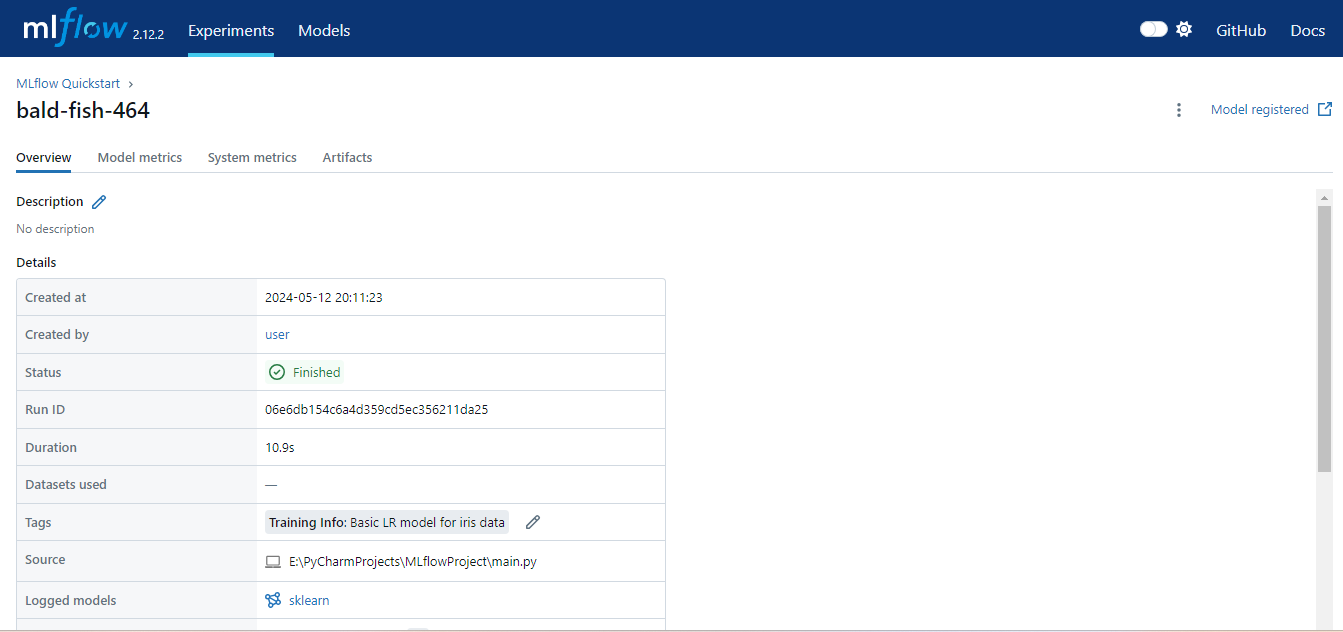 mlflow 2.12.2 Experiments Models GitHub Docs
MLflow Quickstart ›
bald-fish-464
Model registered
Overview Model metrics System metrics Artifacts
Description
No description
Details
Created at 2024-05-12 20:11:23
Created by user
Status Finished
Run ID 06e6db154c6a4d359cd5ec356211da25
Duration 10.9s
Datasets used —
Tags Training Info: Basic LR model for iris data
Source E:\PyCharmProjects\MLflowProject\main.py
Logged models sklearn